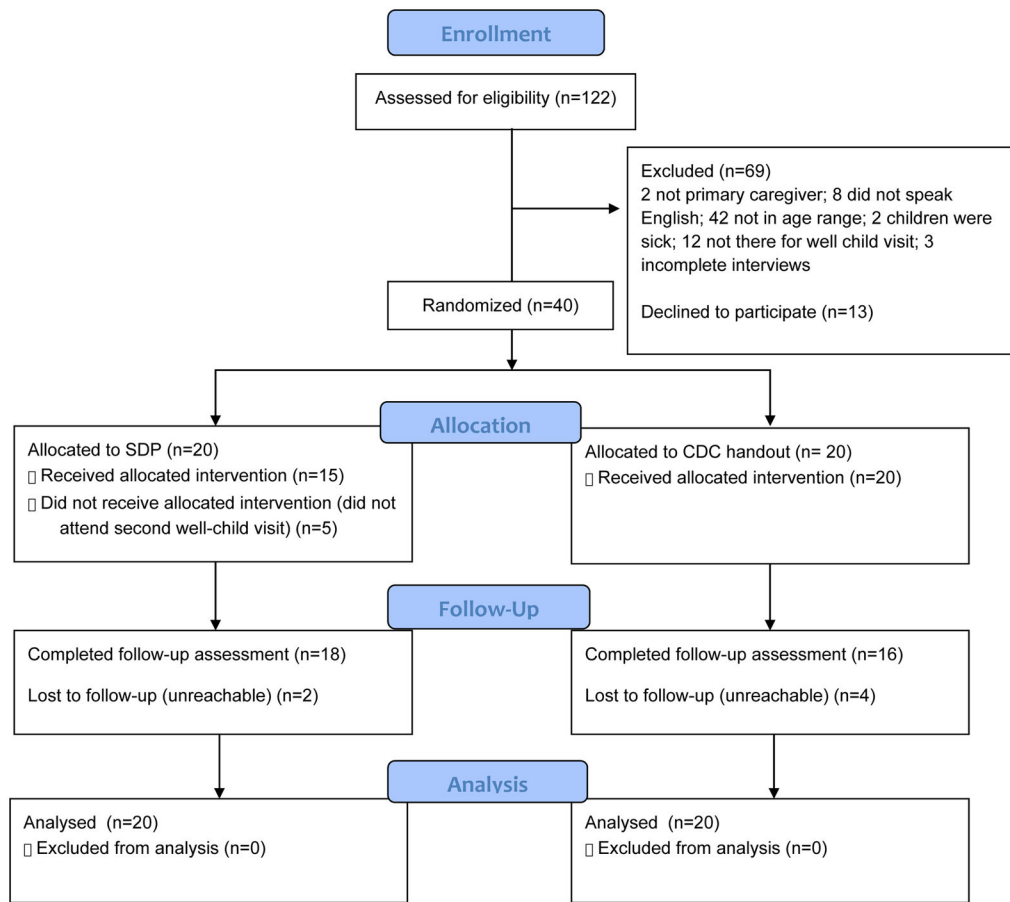 Enrollment
Assessed for eligibility (n=122)
Excluded (n=69)
2 not primary caregiver; 8 did not speak
English; 42 not in age range; 2 children were
sick; 12 not there for well child visit; 3
incomplete interviews
Declined to participate (n=13)
Randomized (n=40)
Allocation
Allocated to SDP (n=20)
▯ Received allocated intervention (n=15)
▯ Did not receive allocated intervention (did not
attend second well-child visit) (n=5)
Allocated to CDC handout (n= 20)
▯ Received allocated intervention (n=20)
Follow-Up
Completed follow-up assessment (n=18)
Lost to follow-up (unreachable) (n=2)
Completed follow-up assessment (n=16)
Lost to follow-up (unreachable) (n=4)
Analysis
Analysed (n=20)
▯ Excluded from analysis (n=0)
Analysed (n=20)
▯ Excluded from analysis (n=0)